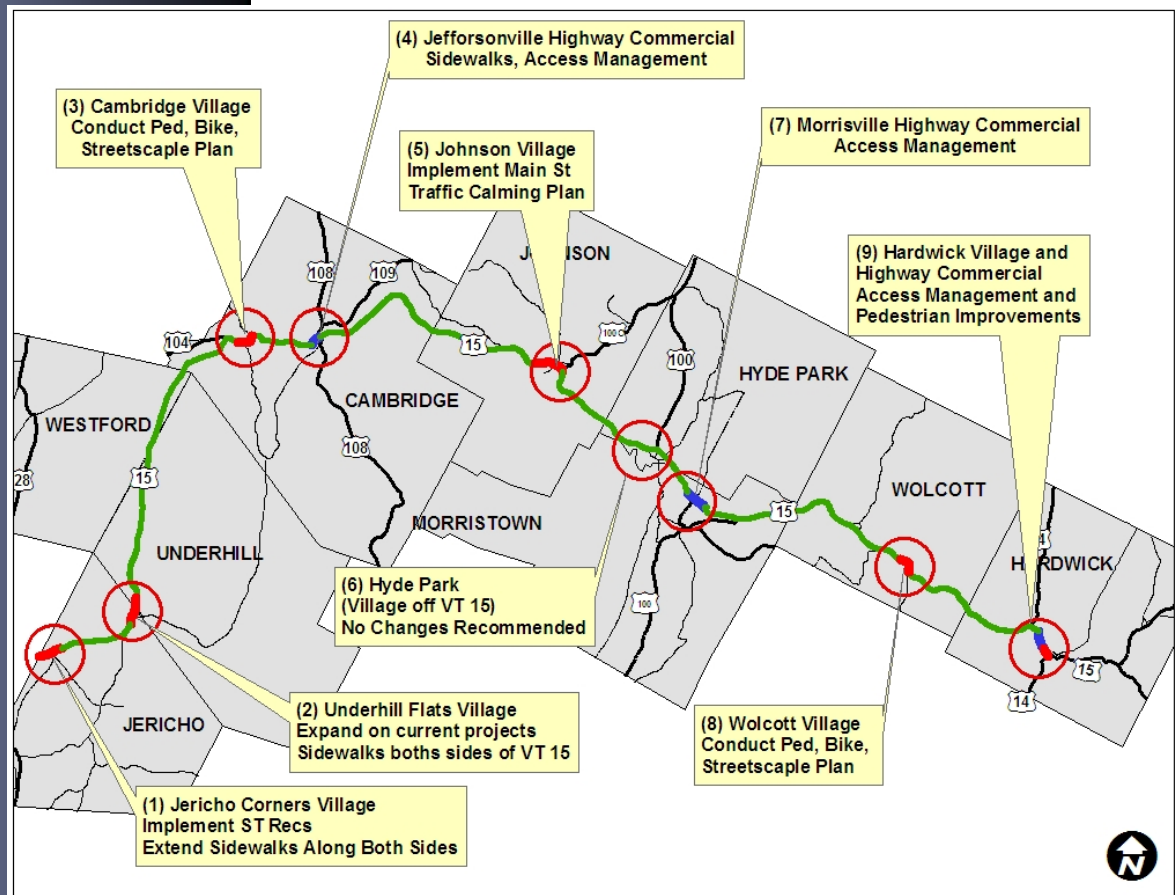 (4) Jefforsonville Highway Commercial
Sidewalks, Access Management
(3) Cambridge Village
Conduct Ped, Bike,
Streetscaple Plan
(7) Morrisville Highway Commercial
Access Management
(5) Johnson Village
Implement Main St
Traffic Calming Plan
(9) Hardwick Village and
Highway Commercial
Access Management and
Pedestrian Improvements
JOHNSON
108
109
104
15
100 C
100
HYDE PARK
CAMBRIDGE
WESTFORD
108
28
15
WOLCOTT
15
MORRISTOWN
UNDERHILL
HARDWICK
(6) Hyde Park
(Village off VT 15)
No Changes Recommended
100
15
14
JERICHO
(2) Underhill Flats Village
Expand on current projects
Sidewalks boths sides of VT 15
(8) Wolcott Village
Conduct Ped, Bike,
Streetscaple Plan
(1) Jericho Corners Village
Implement ST Recs
Extend Sidewalks Along Both Sides
N